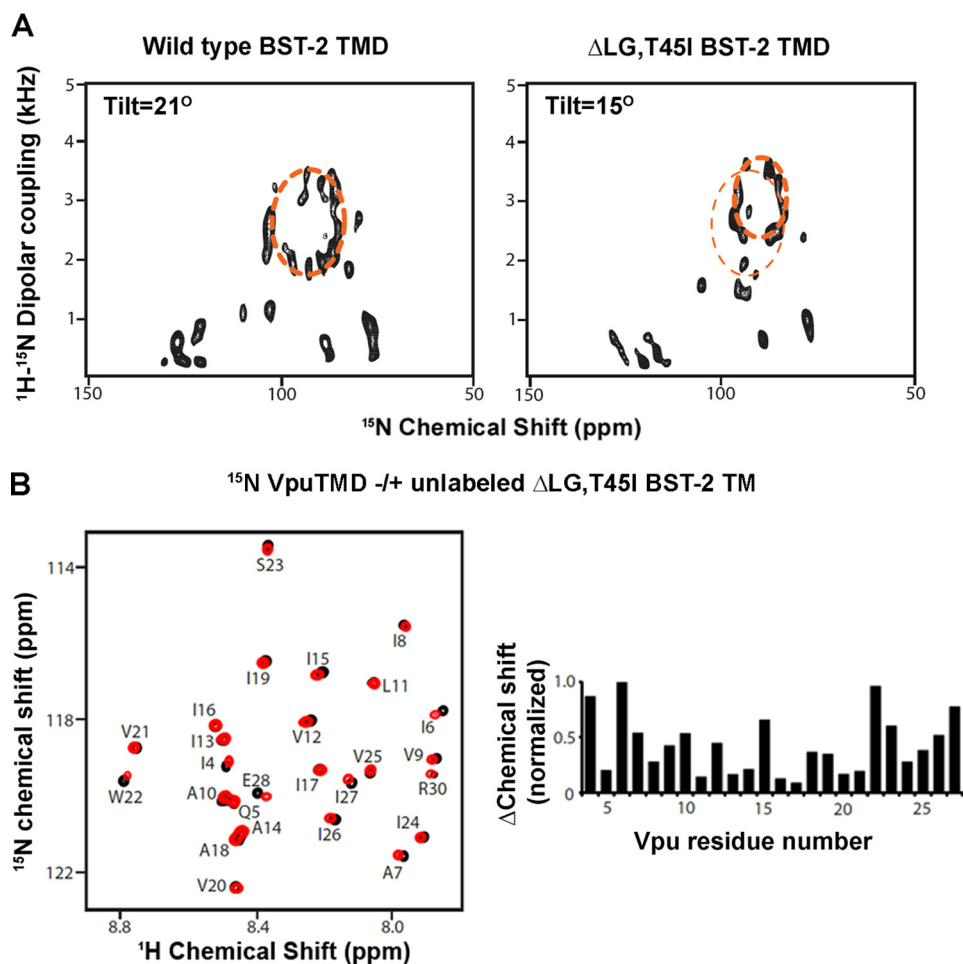 A
Wild type BST-2 TMD
ΔLG,T45I BST-2 TMD
Tilt=21°
Tilt=15°
¹H-¹⁵N Dipolar coupling (kHz)
5
4
3
2
1
150
100
50
5
4
3
2
1
150
100
50
¹⁵N Chemical Shift (ppm)
B
¹⁵N VpuTMD -/+ unlabeled ΔLG,T45I BST-2 TM
¹⁵N chemical shift (ppm)
114
118
122
S23
I8
I15
I19
L11
I16
I6
V12
V21
I13
V25
V9
I4
I17
W22
E28
I27
R30
A10
Q5
A14
I26
I24
A18
A7
V20
8.8
8.4
8.0
¹H Chemical Shift (ppm)
ΔChemical shift
(normalized)
1.0
0.5
0
5
10
15
20
25
Vpu residue number